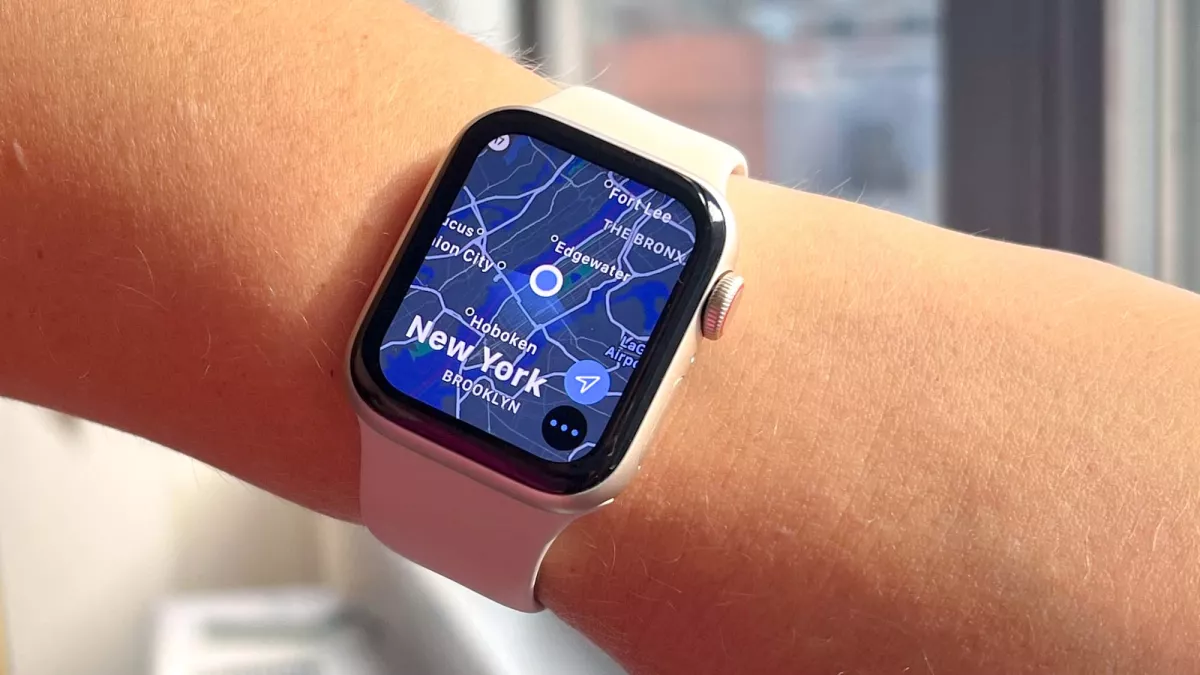 Fort Lee
THE BRONX
Edgewater
Hoboken
New York
BROOKLYN